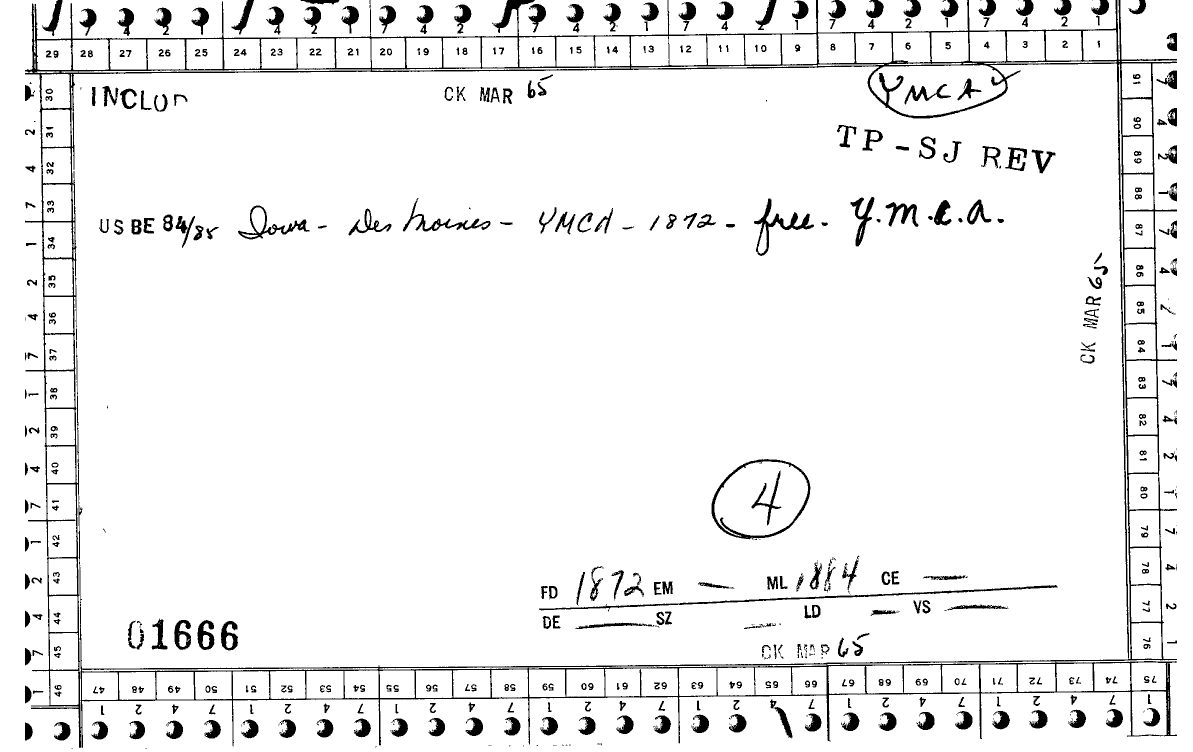 7 4 2 1 7 4 2 1 7 4 2 1 7 4 2 1 7 4 2 1 7 4 2 1 7 4 2 1
29 28 27 26 25 24 23 22 21 20 19 18 17 16 15 14 13 12 11 10 9 8 7 6 5 4 3 2 1
INCLUD CK MAR 65 YMCA
TP-SJ REV
US BE 84/85 Iowa - Des Moines - YMCA - 1872 - free. Y.M.C.A.
CK MAR 65
4
FD 1872 EM — ML 1884 CE —
DE — SZ — LD — VS —
01666
CK MAR 65
30 31 32 33 34 35 36 37 38 39 40 41 42 43 44 45 46
91 90 89 88 87 86 85 84 83 82 81 80 79 78 77 76
47 48 49 50 51 52 53 54 55 56 57 58 59 60 61 62 63 64 65 66 67 68 69 70 71 72 73 74 75
1 2 4 7 1 2 4 7 1 2 4 7 1 2 4 7 1 2 4 7 1 2 4 7 1 2 4 7 1